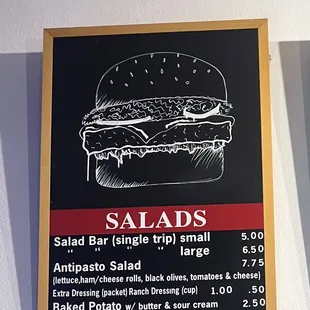 SALADS
Salad Bar (single trip) small 5.00
" " " " large 6.50
Antipasto Salad 7.75
(lettuce,ham/cheese rolls, black olives, tomatoes & cheese)
Extra Dressing (packet) Ranch Dressing (cup) 1.00 .50
Baked Potato w/ butter & sour cream 2.50